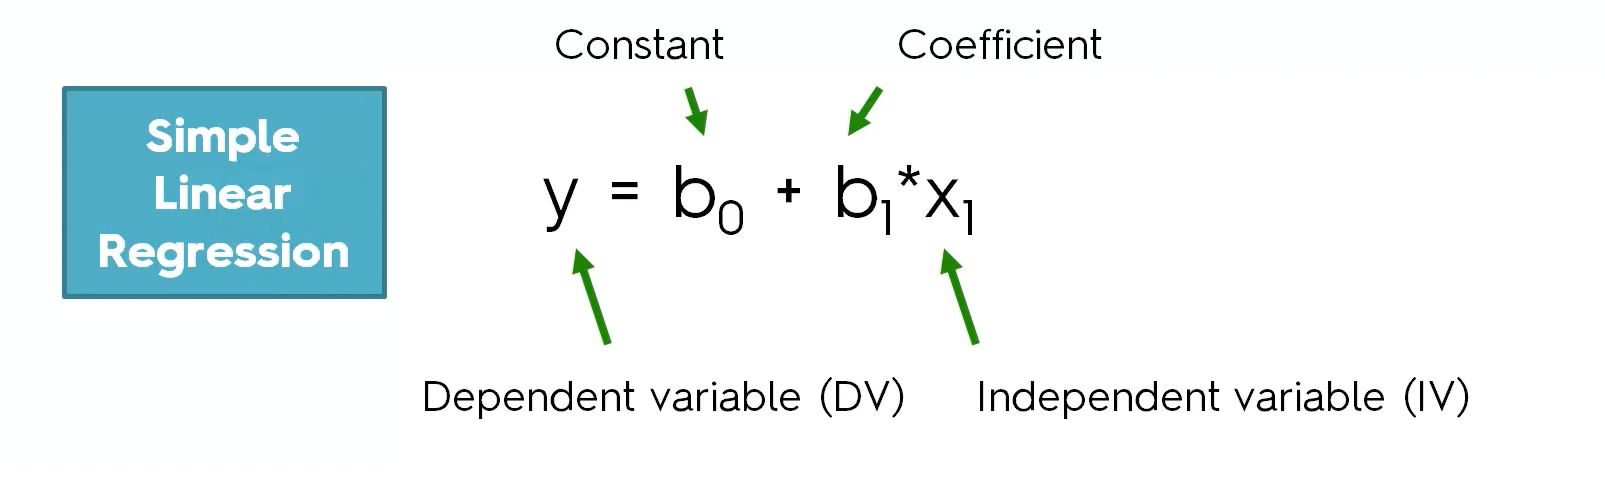 Constant
Coefficient
Simple
Linear
Regression
y = b₀ + b₁*x₁
Dependent variable (DV)
Independent variable (IV)